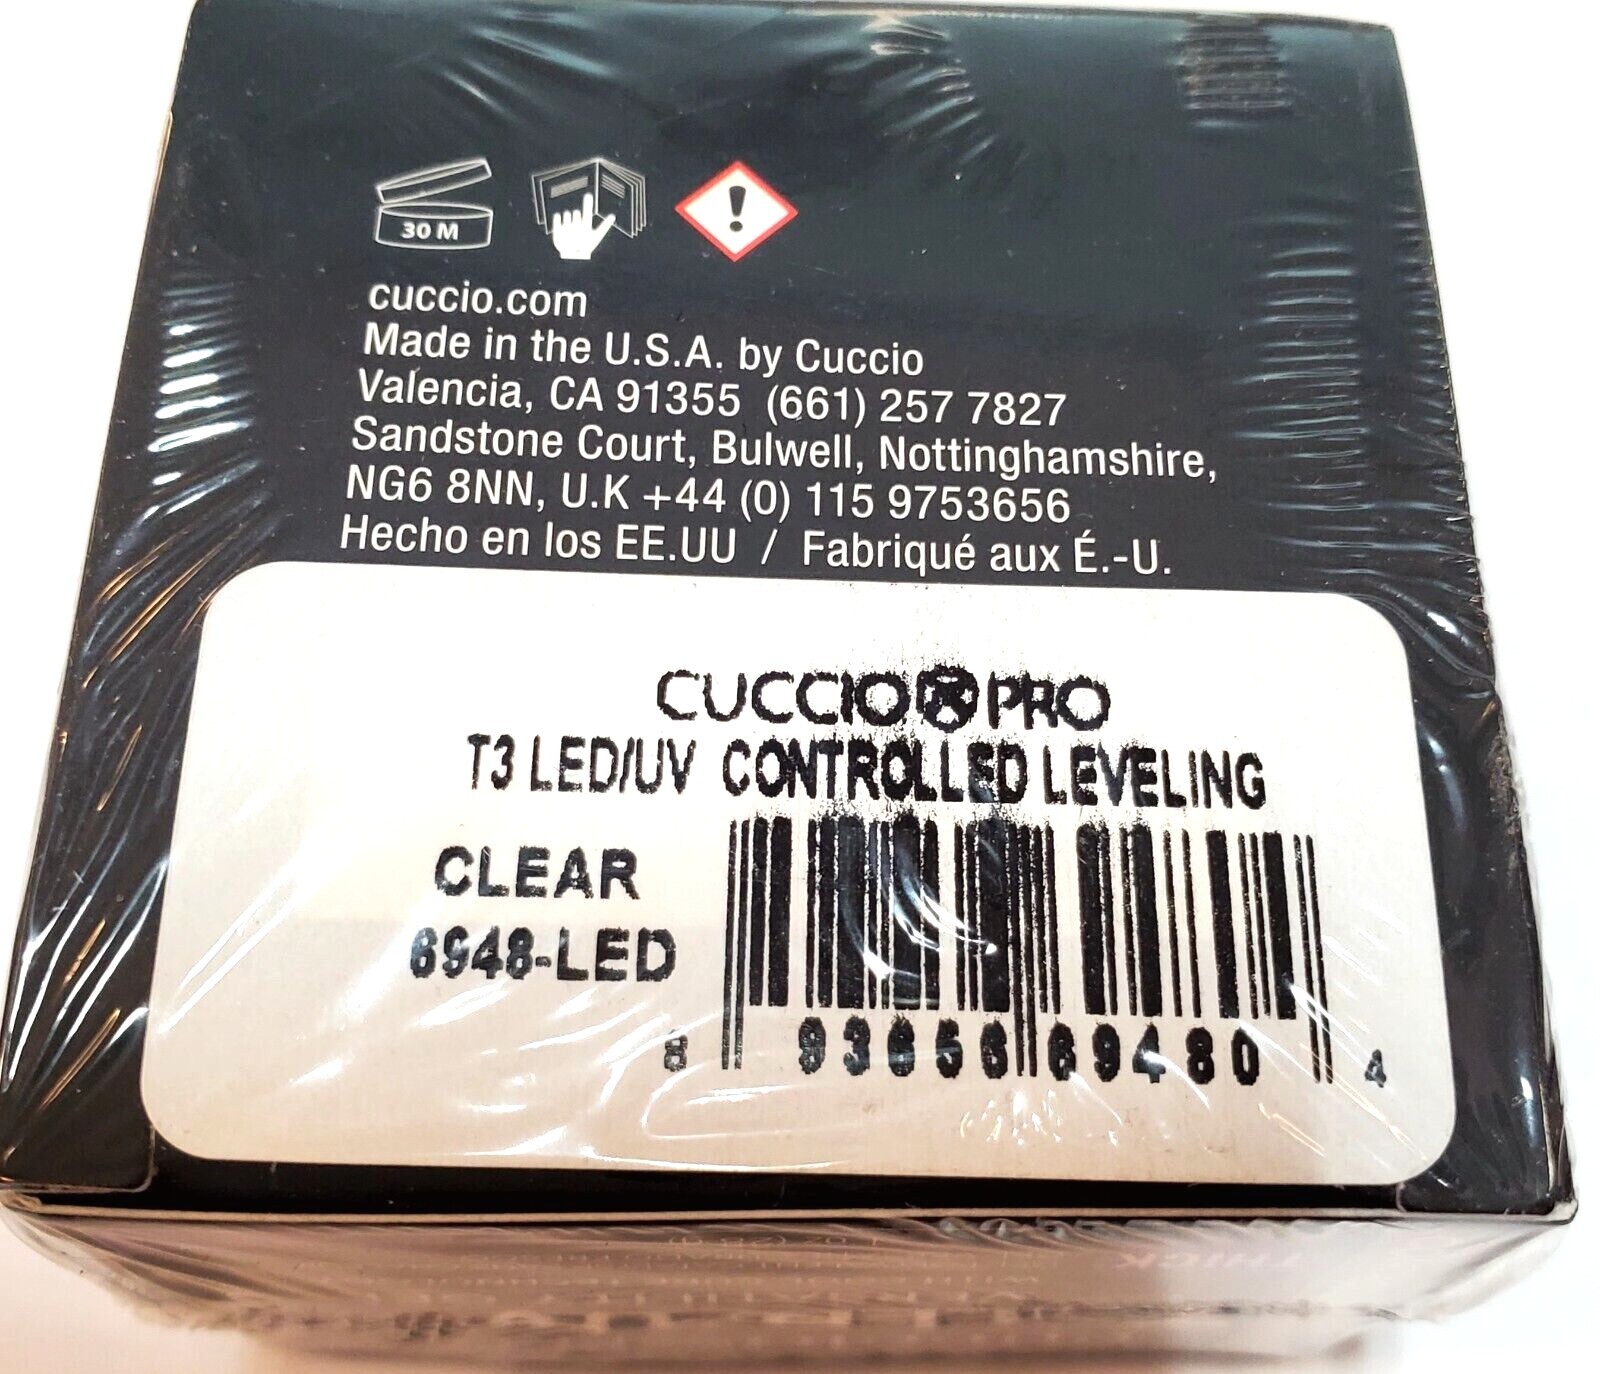 30 M
cuccio.com
Made in the U.S.A. by Cuccio
Valencia, CA 91355 (661) 257 7827
Sandstone Court, Bulwell, Nottinghamshire,
NG6 8NN, U.K +44 (0) 115 9753656
Hecho en los EE.UU / Fabriqué aux É.-U.
CUCCIO PRO
T3 LED/UV CONTROLLED LEVELING
CLEAR
6948-LED
8 93656 69480 4
THICK